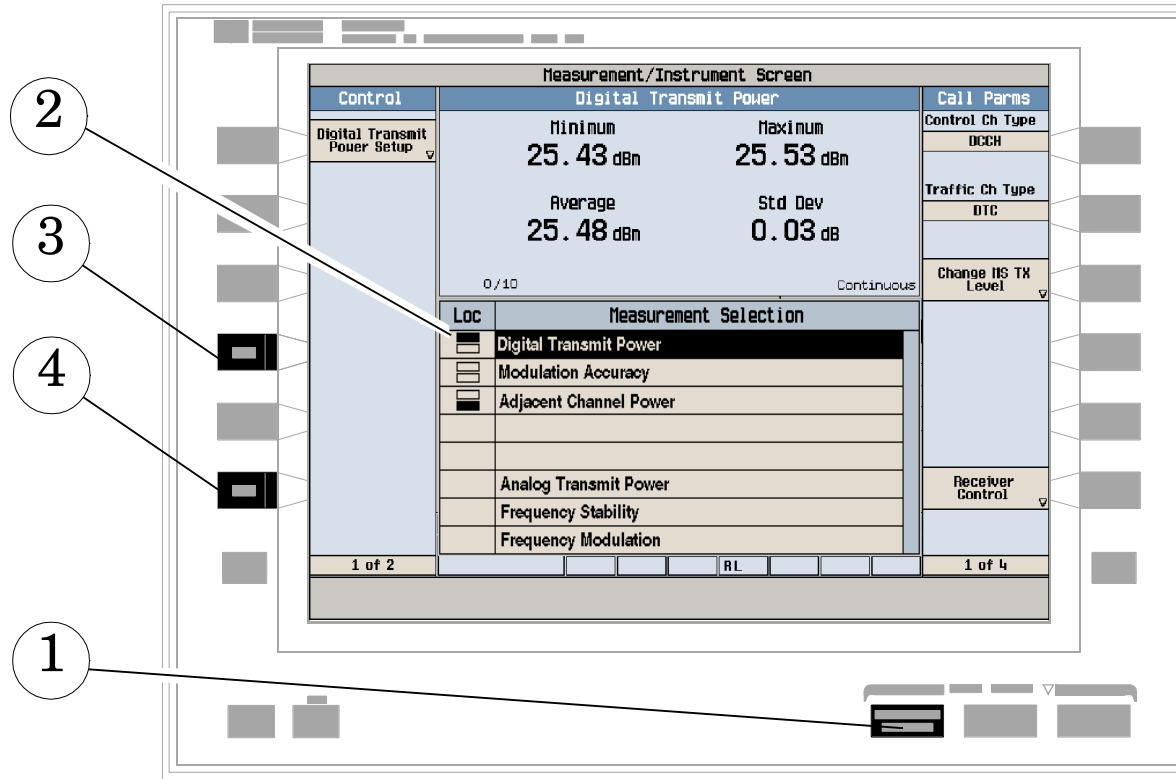 Measurement/Instrument Screen
Control
Digital Transmit Power
Call Parms
Digital Transmit
Power Setup
Minimum
Maximum
25.43 dBm
25.53 dBm
Average
Std Dev
25.48 dBm
0.03 dB
0/10
Continuous
Control Ch Type
DCCH
Traffic Ch Type
DTC
Change MS TX
Level
Loc
Measurement Selection
Digital Transmit Power
Modulation Accuracy
Adjacent Channel Power
Analog Transmit Power
Frequency Stability
Frequency Modulation
Receiver
Control
1 of 2
RL
1 of 4
2
3
4
1